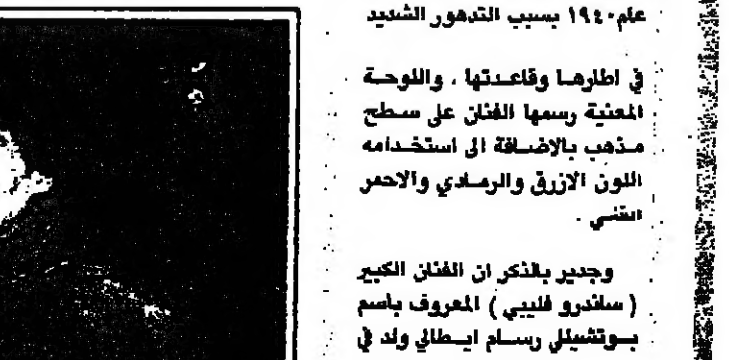 عام ١٩٤٠ بسبب التدهور الشديد
في اطارها وقاعدتها ، واللوحة
المعنية رسمها الفنان على سطح
مذهب بالاضافة الى استخدامه
اللون الازرق والرمادي والاحمر
القني .
وجدير بالذكر ان الفنان الكبير
( ساندرو فليبي ) المعروف باسم
بوتشيللي رسام ايطالي ولد في